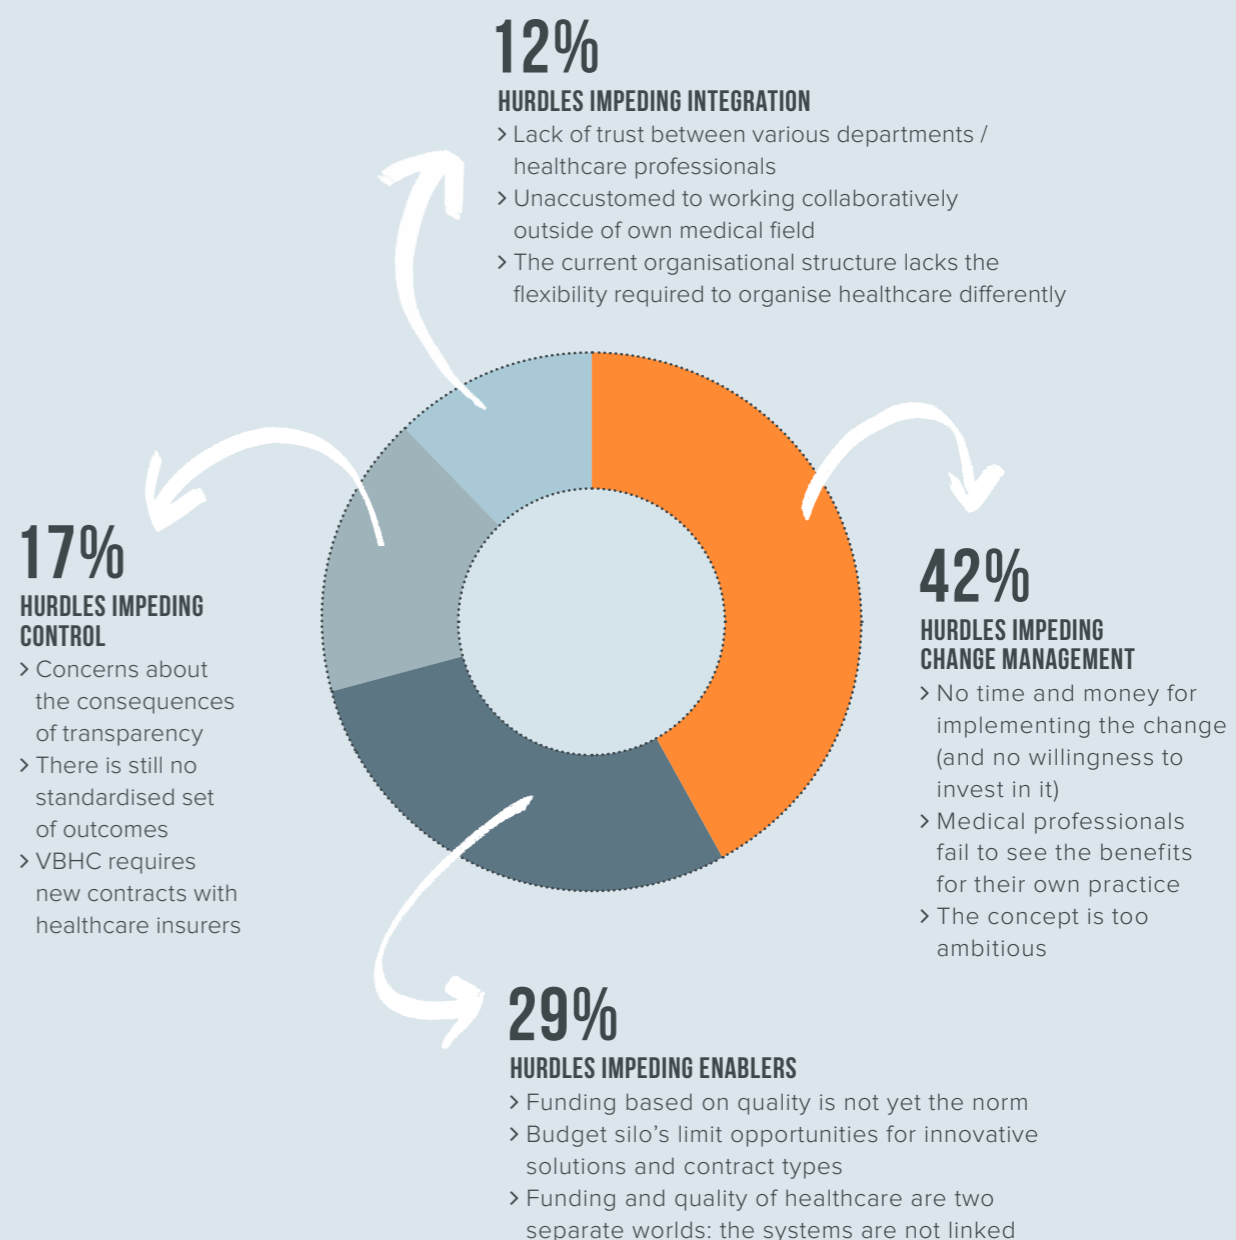 12%
HURDLES IMPEDING INTEGRATION
> Lack of trust between various departments /
healthcare professionals
> Unaccustomed to working collaboratively
outside of own medical field
> The current organisational structure lacks the
flexibility required to organise healthcare differently
17%
HURDLES IMPEDING
CONTROL
> Concerns about
the consequences
of transparency
> There is still no
standardised set
of outcomes
> VBHC requires
new contracts with
healthcare insurers
42%
HURDLES IMPEDING
CHANGE MANAGEMENT
> No time and money for
implementing the change
(and no willingness to
invest in it)
> Medical professionals
fail to see the benefits
for their own practice
> The concept is too
ambitious
29%
HURDLES IMPEDING ENABLERS
> Funding based on quality is not yet the norm
> Budget silo’s limit opportunities for innovative
solutions and contract types
> Funding and quality of healthcare are two
separate worlds: the systems are not linked